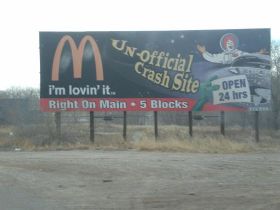 Un-Official
Crash Site
i'm lovin' it
OPEN
24 hrs
Right On Main • 5 Blocks